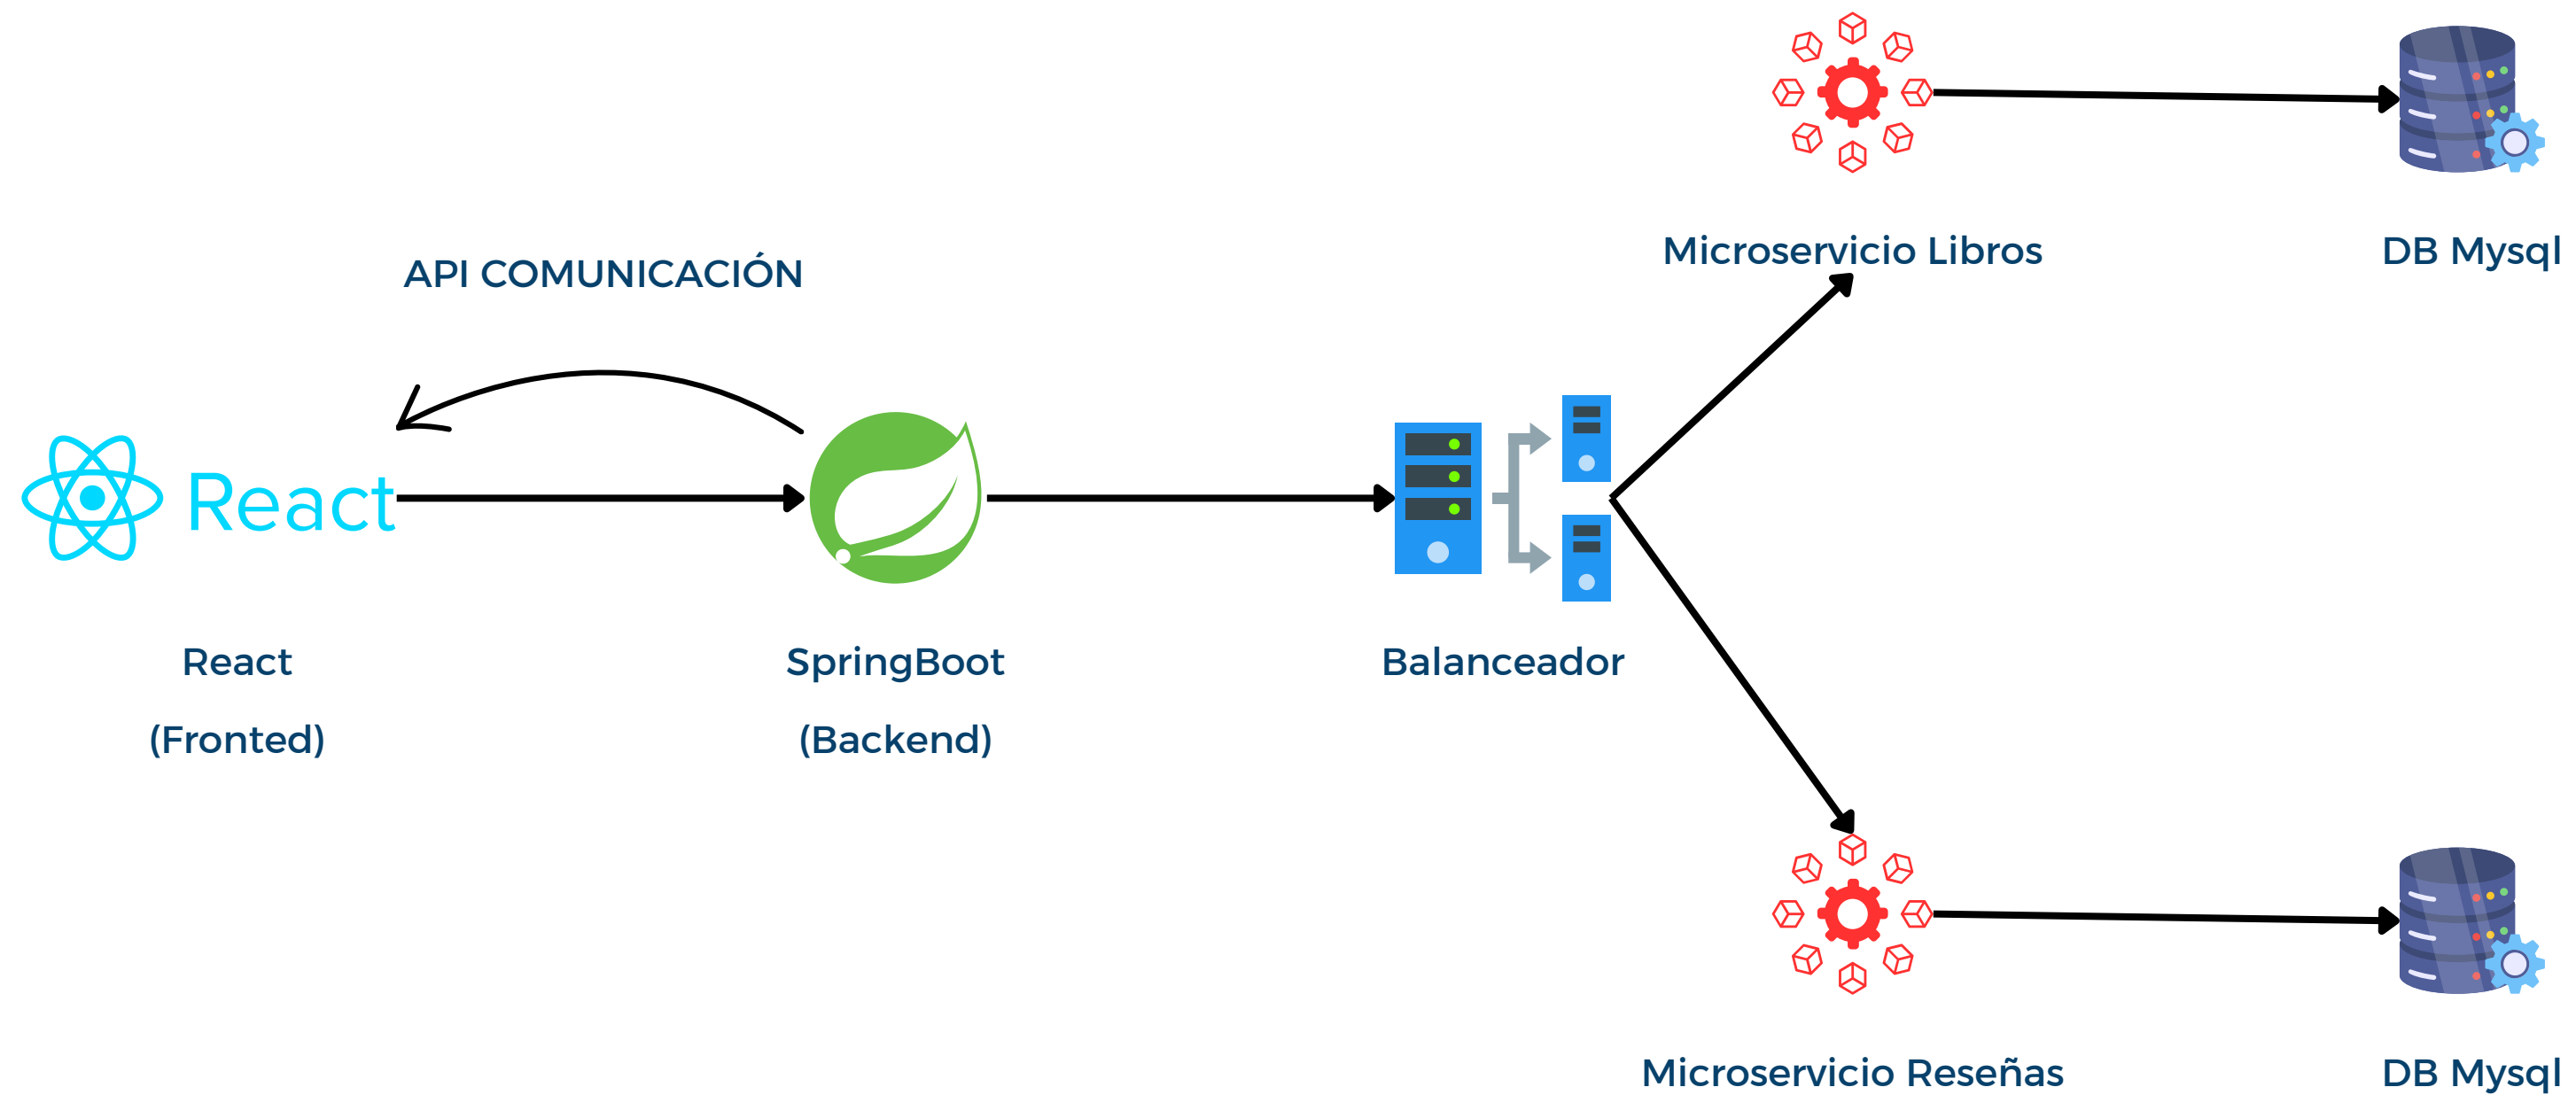 Microservicio Libros
DB Mysql
API COMUNICACIÓN
React
React
(Fronted)
SpringBoot
(Backend)
Balanceador
Microservicio Reseñas
DB Mysql